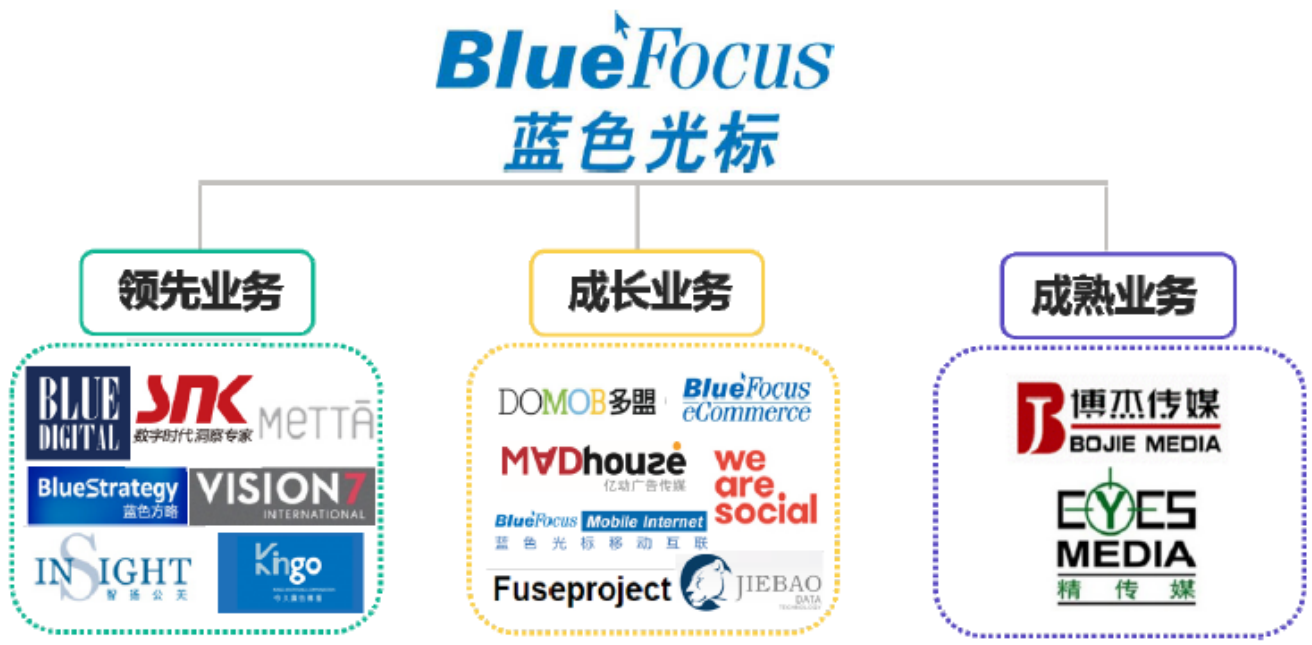 BlueFocus
蓝色光标
领先业务
成长业务
成熟业务
BLUE
DIGITAL
SNK
数字时代洞察专家
METTA
BlueStrategy
蓝色方略
VISION7
INTERNATIONAL
INSIGHT
智扬公关
Kingo
DOMOB多盟
BlueFocus
eCommerce
MADhouse
亿动广告传媒
we
are
social
BlueFocus Mobile Internet
蓝色光标移动互联
Fuseproject
JIEBAO
DATA
TECHNOLOGY
博杰传媒
BOJIE MEDIA
EYES
MEDIA
精传媒